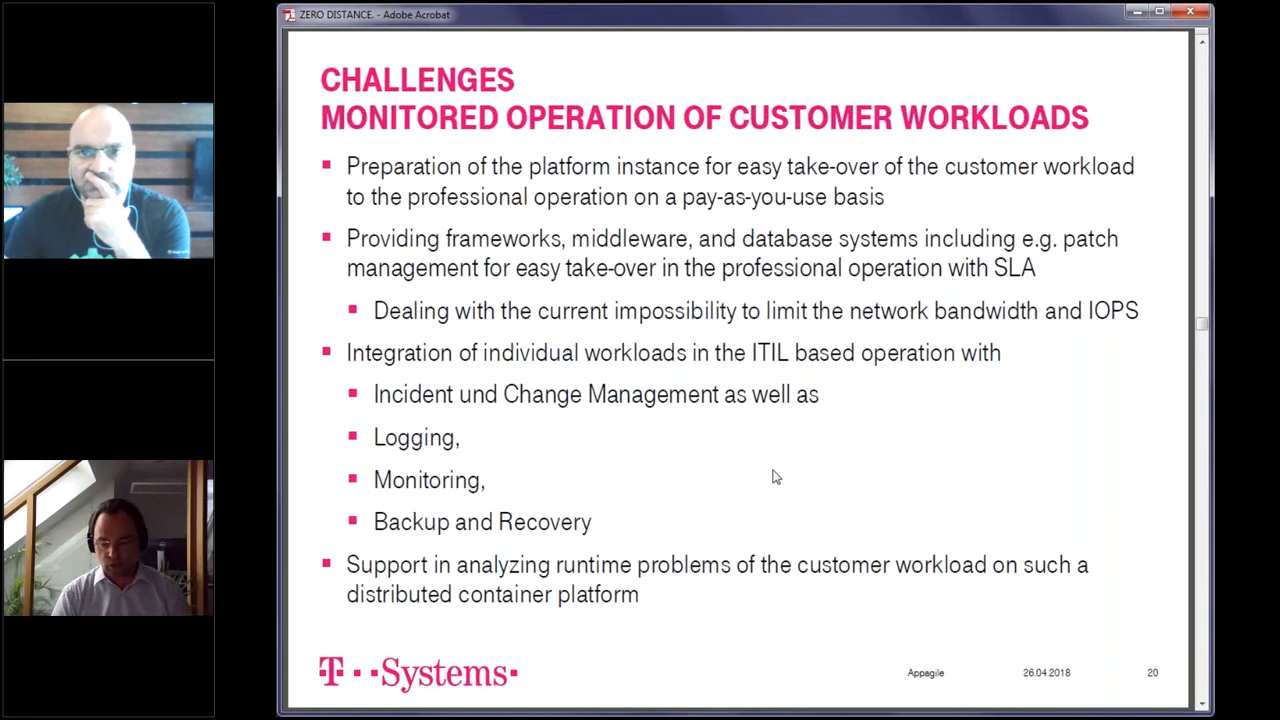 ZERO DISTANCE. - Adobe Acrobat
CHALLENGES
MONITORED OPERATION OF CUSTOMER WORKLOADS
Preparation of the platform instance for easy take-over of the customer workload
to the professional operation on a pay-as-you-use basis
Providing frameworks, middleware, and database systems including e.g. patch
management for easy take-over in the professional operation with SLA
Dealing with the current impossibility to limit the network bandwidth and IOPS
Integration of individual workloads in the ITIL based operation with
Incident und Change Management as well as
Logging,
Monitoring,
Backup and Recovery
Support in analyzing runtime problems of the customer workload on such a
distributed container platform
T Systems
Appagile 26.04.2018 20